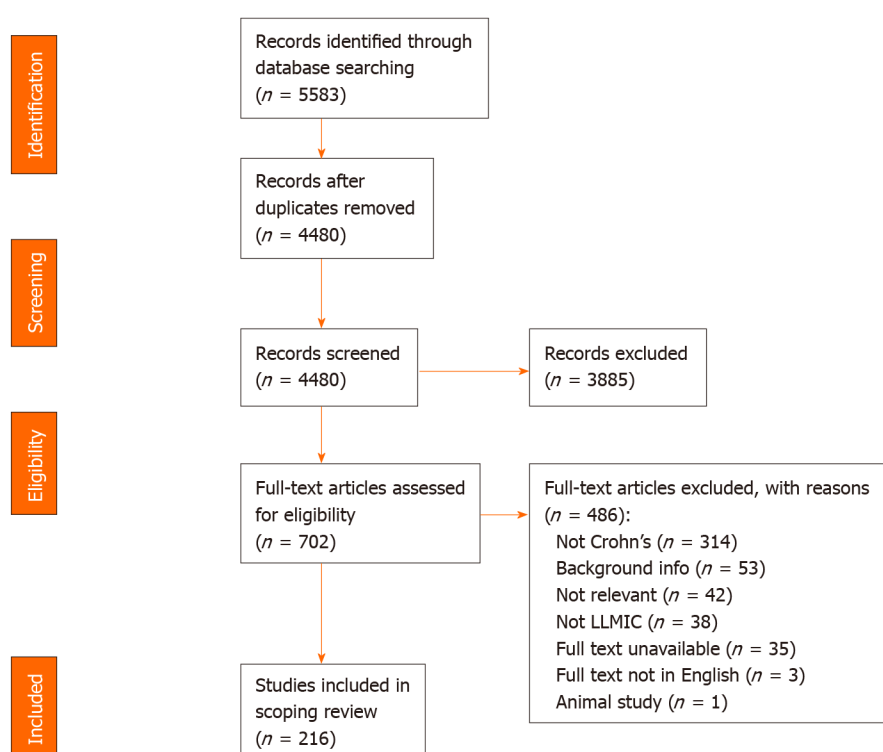 Identification
Records identified through
database searching
(n = 5583)
Records after
duplicates removed
(n = 4480)
Screening
Records screened
(n = 4480)
Records excluded
(n = 3885)
Eligibility
Full-text articles assessed
for eligibility
(n = 702)
Full-text articles excluded, with reasons
(n = 486):
Not Crohn's (n = 314)
Background info (n = 53)
Not relevant (n = 42)
Not LLMIC (n = 38)
Full text unavailable (n = 35)
Full text not in English (n = 3)
Animal study (n = 1)
Included
Studies included in
scoping review
(n = 216)